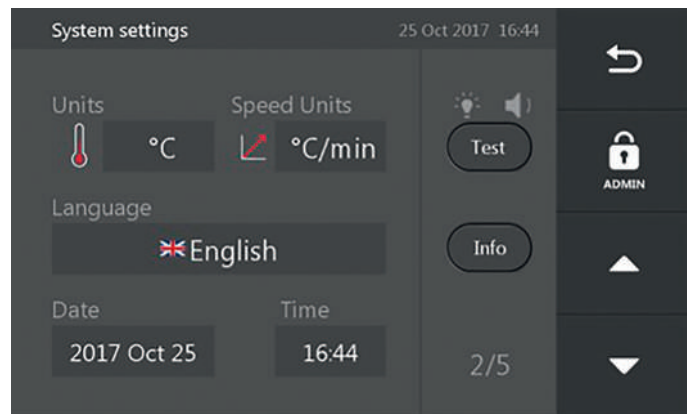 System settings 25 Oct 2017 16:44
Units Speed Units
°C °C/min Test
ADMIN
Language
English Info
Date Time
2017 Oct 25 16:44 2/5